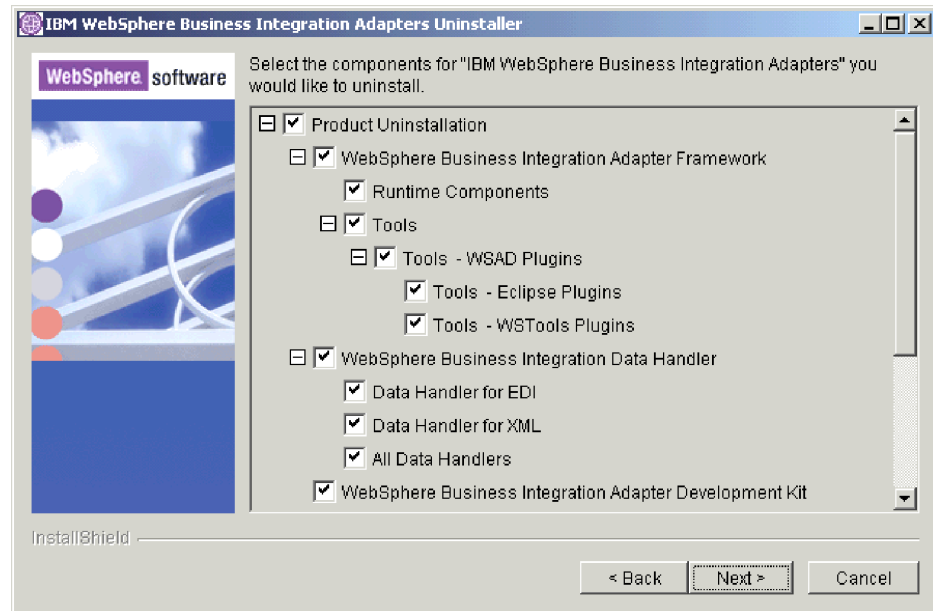 IBM WebSphere Business Integration Adapters Uninstaller
WebSphere. software
Select the components for "IBM WebSphere Business Integration Adapters" you
would like to uninstall.
Product Uninstallation
WebSphere Business Integration Adapter Framework
Runtime Components
Tools
Tools - WSAD Plugins
Tools - Eclipse Plugins
Tools - WSTools Plugins
WebSphere Business Integration Data Handler
Data Handler for EDI
Data Handler for XML
All Data Handlers
WebSphere Business Integration Adapter Development Kit
InstallShield
< Back
Next >
Cancel